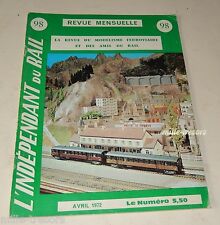 98
REVUE MENSUELLE
98
LA REVUE DU MODELISME FERROVIAIRE
ET DES AMIS DU RAIL
L'INDÉPENDANT DU RAIL
AVRIL 1972
Le Numéro 5,50